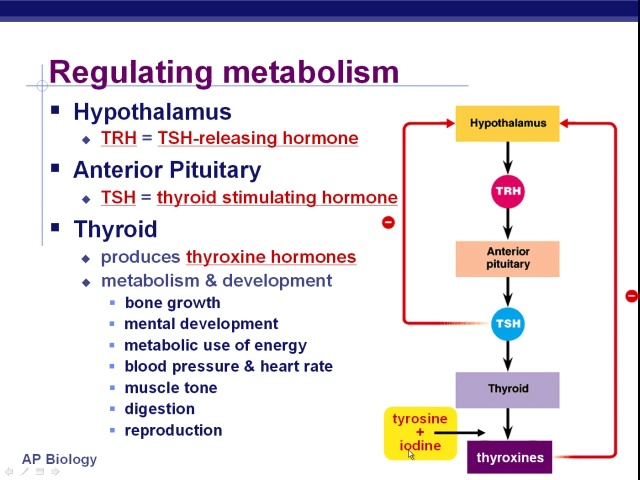 Regulating metabolism
Hypothalamus
TRH = TSH-releasing hormone
Anterior Pituitary
TSH = thyroid stimulating hormone
Thyroid
produces thyroxine hormones
metabolism & development
bone growth
mental development
metabolic use of energy
blood pressure & heart rate
muscle tone
digestion
reproduction
AP Biology
Hypothalamus
TRH
Anterior
pituitary
TSH
Thyroid
tyrosine
+
iodine
thyroxines